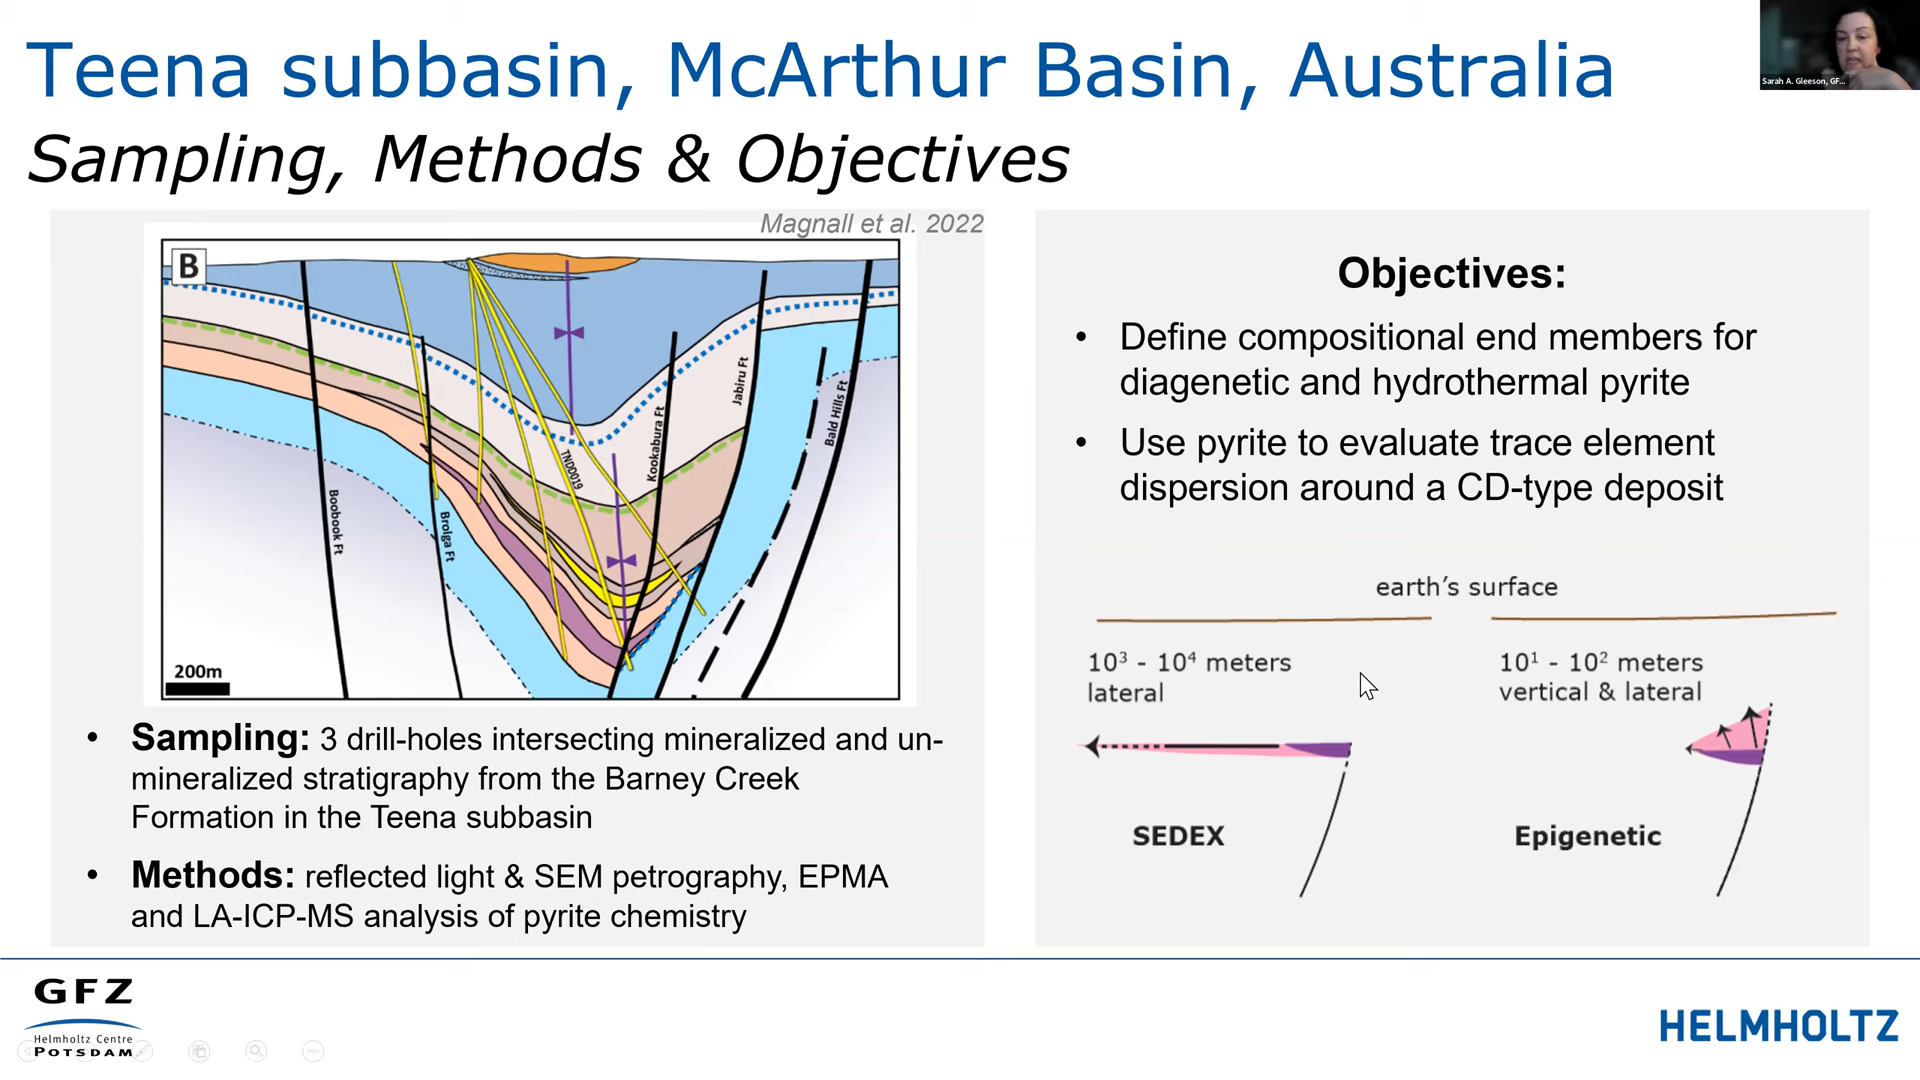 Teena subbasin, McArthur Basin, Australia
Sarah A. Gleeson, GF...
Sampling, Methods & Objectives
Magnall et al. 2022
B
Boobook Ft
Brolga Ft
TNDD019
Kookabura Ft
Jabiru Ft
Bald Hills Ft
200m
• Sampling: 3 drill-holes intersecting mineralized and un-
mineralized stratigraphy from the Barney Creek
Formation in the Teena subbasin
• Methods: reflected light & SEM petrography, EPMA
and LA-ICP-MS analysis of pyrite chemistry
Objectives:
• Define compositional end members for
diagenetic and hydrothermal pyrite
• Use pyrite to evaluate trace element
dispersion around a CD-type deposit
earth's surface
10³ - 10⁴ meters
lateral
SEDEX
10¹ - 10² meters
vertical & lateral
Epigenetic
GFZ
Helmholtz Centre
POTSDAM
HELMHOLTZ